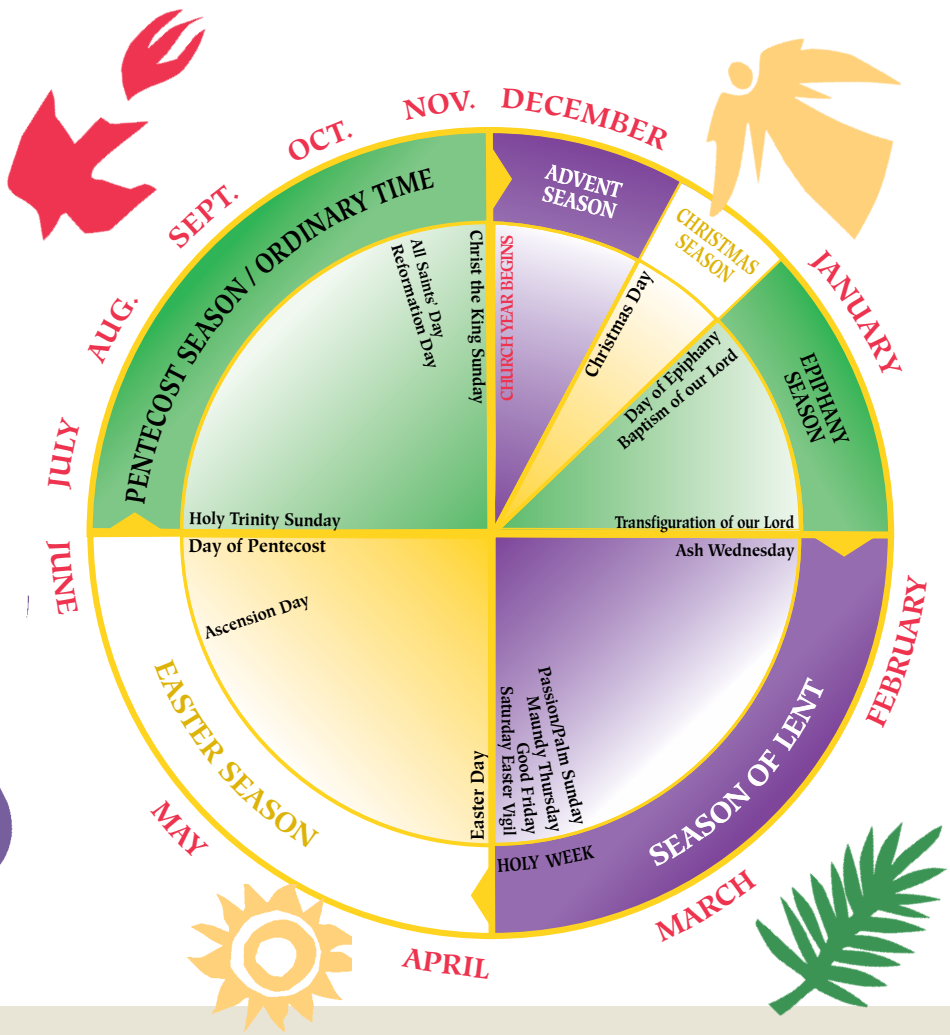 NOV.
DECEMBER
JANUARY
FEBRUARY
MARCH
APRIL
MAY
JUNE
JULY
AUG.
SEPT.
OCT.
ADVENT
SEASON
CHURCH YEAR BEGINS
CHRISTMAS
SEASON
Christmas Day
EPIPHANY
SEASON
Day of Epiphany
Baptism of our Lord
Transfiguration of our Lord
SEASON OF LENT
Ash Wednesday
Passion/Palm Sunday
Maundy Thursday
Good Friday
Saturday Easter Vigil
HOLY WEEK
EASTER SEASON
Easter Day
Ascension Day
Day of Pentecost
PENTECOST SEASON / ORDINARY TIME
Holy Trinity Sunday
Reformation Day
All Saints' Day
Christ the King Sunday